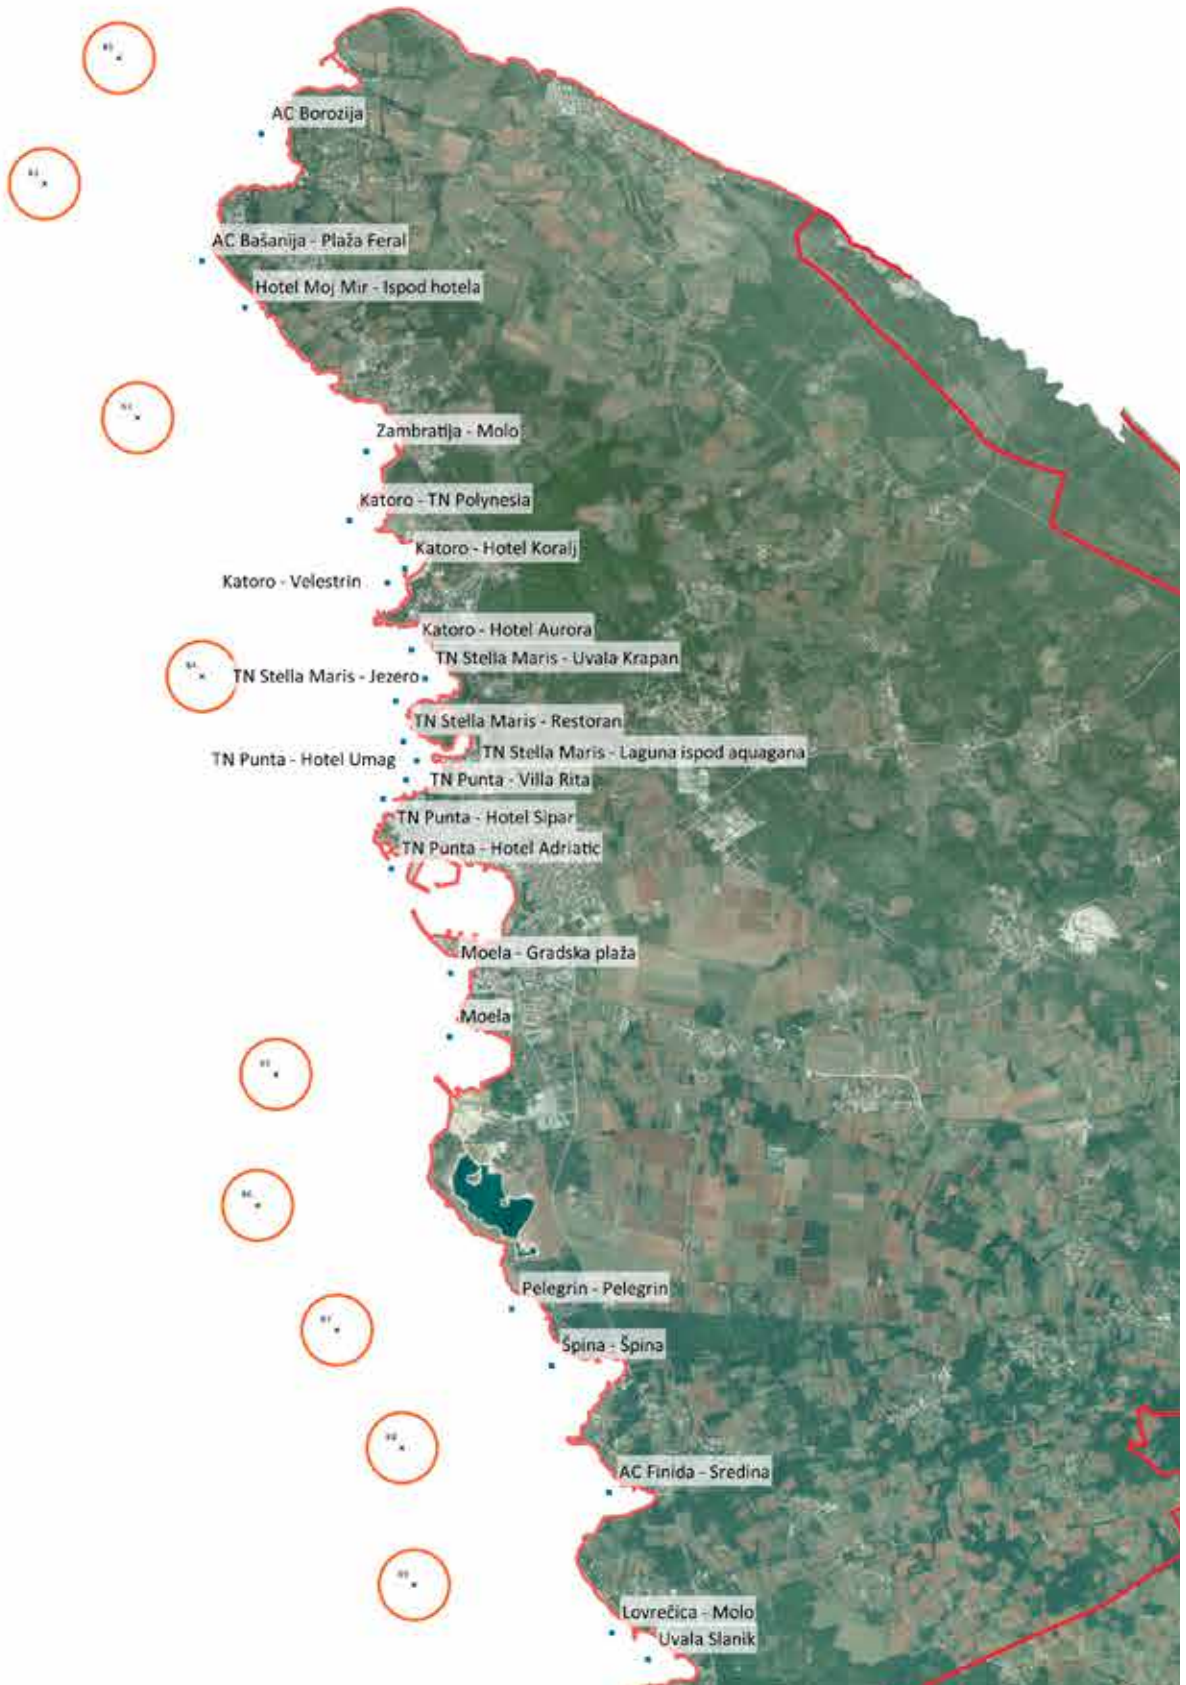 AC Borozija
AC Bašanija - Plaža Feral
Hotel Moj Mir - Ispod hotela
Zambratija - Molo
Katoro - TN Polynesia
Katoro - Hotel Koralj
Katoro - Velestrin
Katoro - Hotel Aurora
TN Stella Maris - Uvala Krapan
TN Stella Maris - Jezero
TN Stella Maris - Restoran
TN Stella Maris - Laguna ispod aquagana
TN Punta - Hotel Umag
TN Punta - Villa Rita
TN Punta - Hotel Sipar
TN Punta - Hotel Adriatic
Moela - Gradska plaža
Moela
Pelegrin - Pelegrin
Špina - Špina
AC Finida - Sredina
Lovrečica - Molo
Uvala Slanik